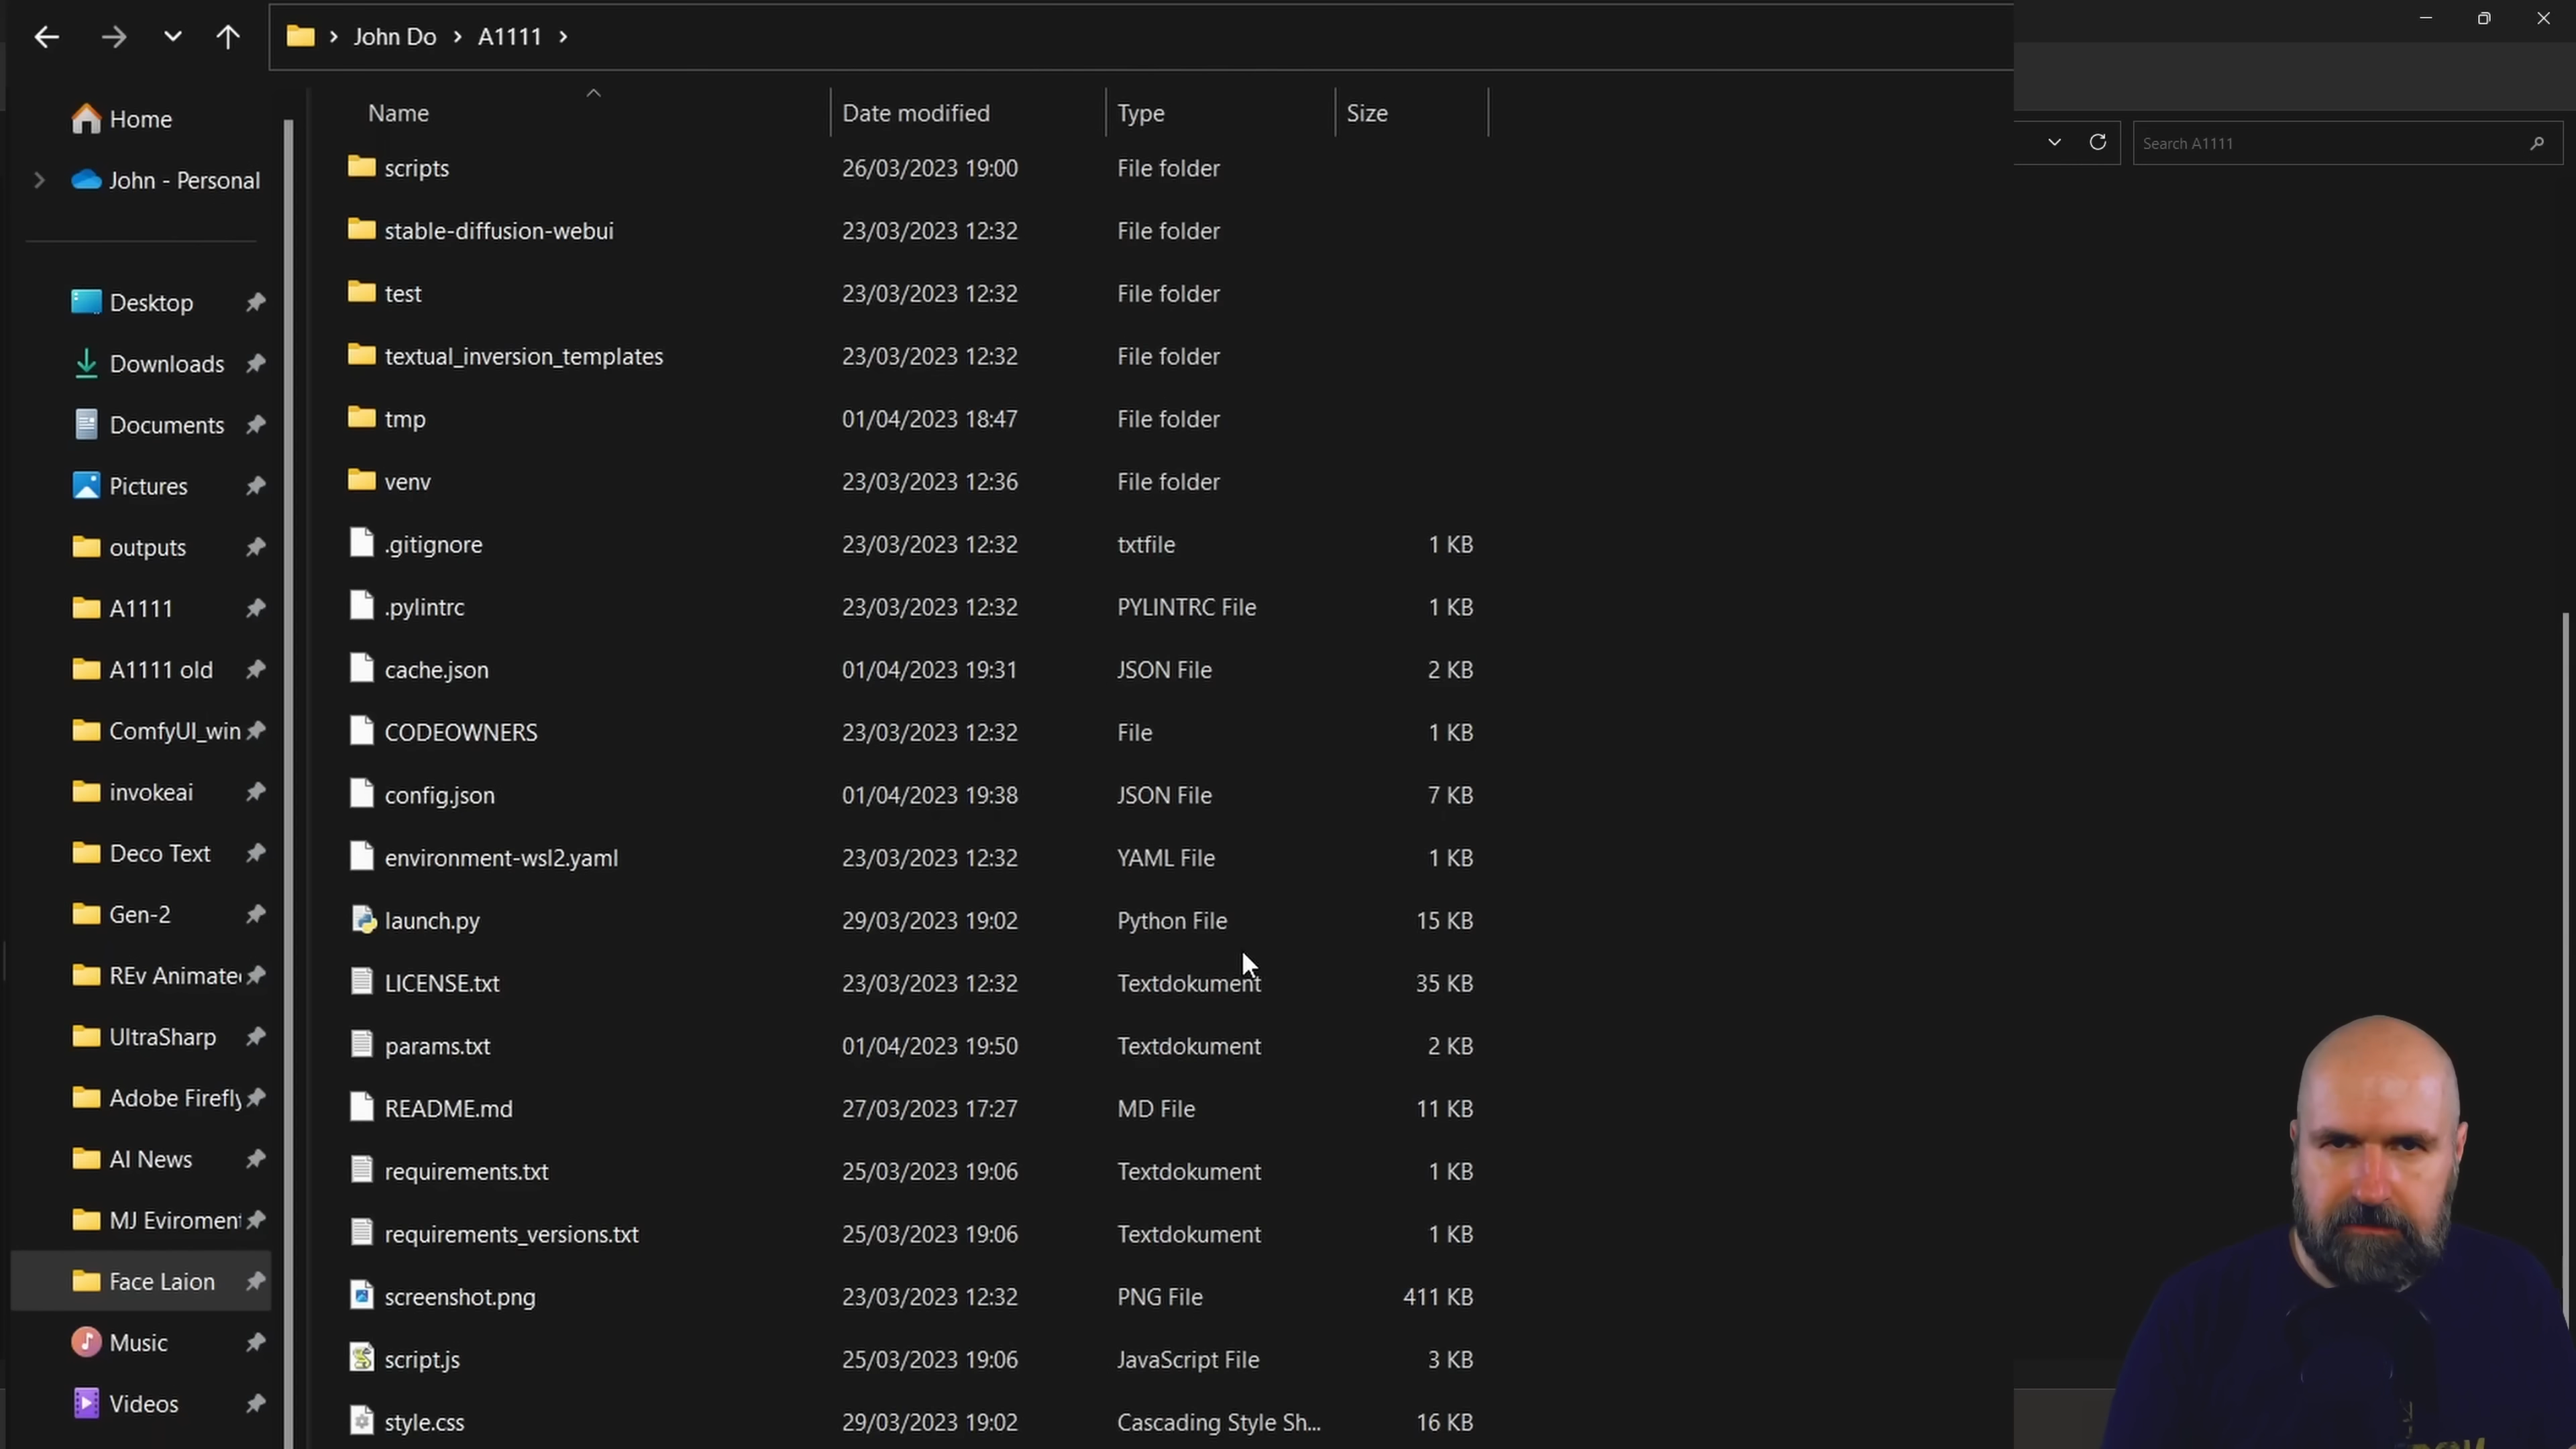 John Do > A1111 >
Search A1111
Home
John - Personal
Desktop
Downloads
Documents
Pictures
outputs
A1111
A1111 old
ComfyUI_win
invokeai
Deco Text
Gen-2
REv Animate
UltraSharp
Adobe Firefly
AI News
MJ Eviroment
Face Laion
Music
Videos
Name Date modified Type Size
scripts 26/03/2023 19:00 File folder
stable-diffusion-webui 23/03/2023 12:32 File folder
test 23/03/2023 12:32 File folder
textual_inversion_templates 23/03/2023 12:32 File folder
tmp 01/04/2023 18:47 File folder
venv 23/03/2023 12:36 File folder
.gitignore 23/03/2023 12:32 txtfile 1 KB
.pylintrc 23/03/2023 12:32 PYLINTRC File 1 KB
cache.json 01/04/2023 19:31 JSON File 2 KB
CODEOWNERS 23/03/2023 12:32 File 1 KB
config.json 01/04/2023 19:38 JSON File 7 KB
environment-wsl2.yaml 23/03/2023 12:32 YAML File 1 KB
launch.py 29/03/2023 19:02 Python File 15 KB
LICENSE.txt 23/03/2023 12:32 Textdokument 35 KB
params.txt 01/04/2023 19:50 Textdokument 2 KB
README.md 27/03/2023 17:27 MD File 11 KB
requirements.txt 25/03/2023 19:06 Textdokument 1 KB
requirements_versions.txt 25/03/2023 19:06 Textdokument 1 KB
screenshot.png 23/03/2023 12:32 PNG File 411 KB
script.js 25/03/2023 19:06 JavaScript File 3 KB
style.css 29/03/2023 19:02 Cascading Style Sh... 16 KB